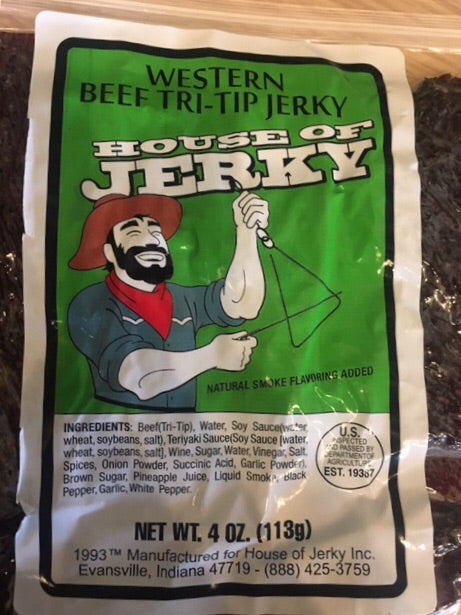 WESTERN
BEEF TRI-TIP JERKY
HOUSE OF
JERKY
NATURAL SMOKE FLAVORING ADDED
INGREDIENTS: Beef(Tri-Tip), Water, Soy Sauce(water,
wheat, soybeans, salt), Teriyaki Sauce(Soy Sauce [water,
wheat, soybeans, salt], Wine, Sugar, Water, Vinegar, Salt,
Spices, Onion Powder, Succinic Acid, Garlic Powder),
Brown Sugar, Pineapple Juice, Liquid Smoke, Black
Pepper, Garlic, White Pepper.
U.S.
INSPECTED
AND PASSED BY
DEPARTMENT OF
AGRICULTURE
EST. 19387
NET WT. 4 OZ. (113g)
1993™ Manufactured for House of Jerky Inc.
Evansville, Indiana 47719 - (888) 425-3759